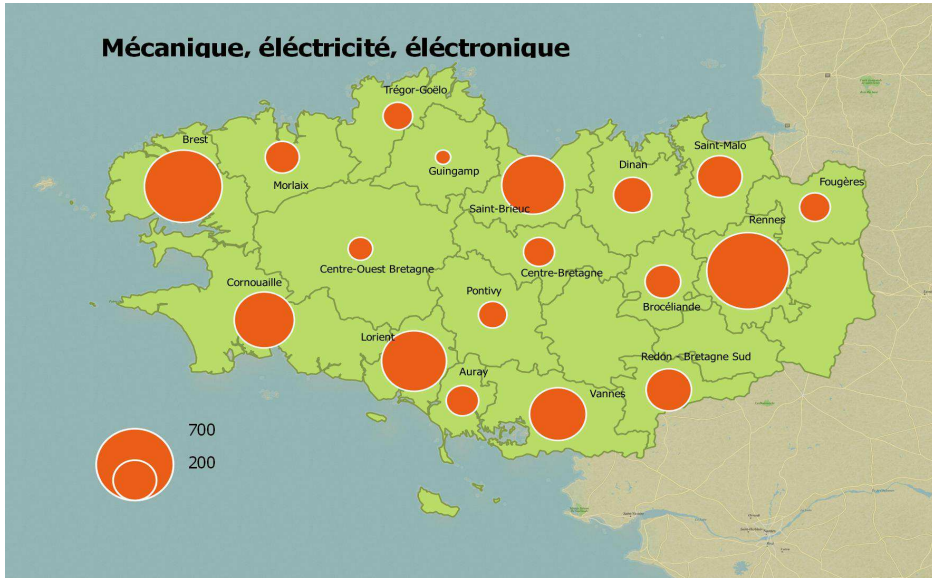 Mécanique, éléctricité, éléctronique
Trégor-Goëlo
Brest
Saint-Malo
Guingamp
Dinan
Morlaix
Fougères
Saint-Brieuc
Rennes
Centre-Ouest Bretagne
Centre-Bretagne
Cornouaille
Pontivy
Brocéliande
Lorient
Redon - Bretagne Sud
Auray
Vannes
700
200